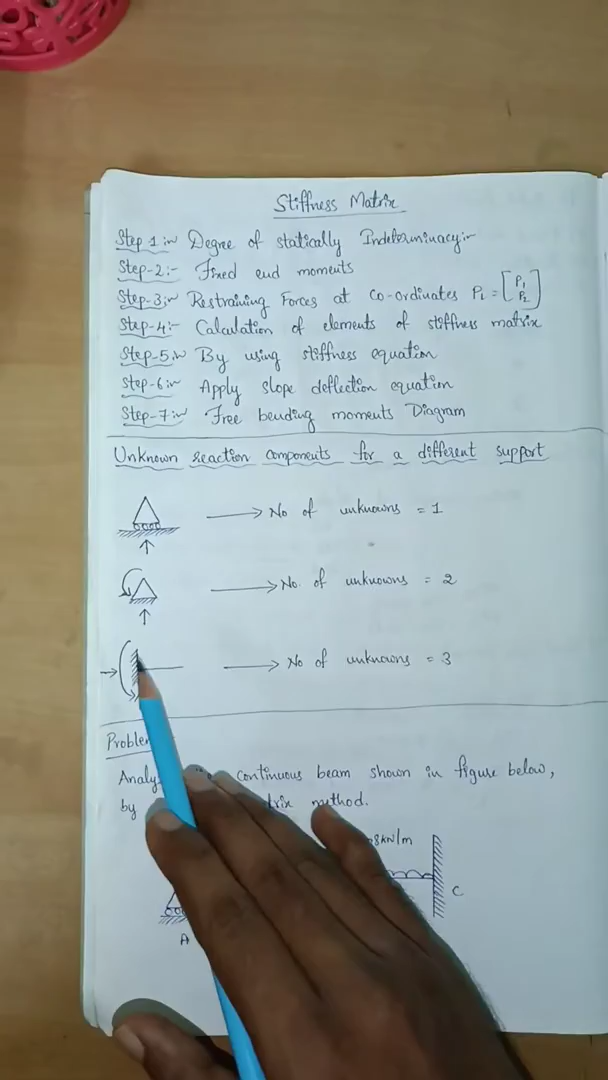 Stiffness Matrix
Step 1:- Degree of statically Indeterminacy:-
Step-2:- Fixed end moments
Step-3:- Restraining Forces at co-ordinates PL = [P1 P2]
Step-4:- Calculation of elements of stiffness matrix
Step-5:- By using stiffness equation
Step-6:- Apply slope deflection equation
Step-7:- Free bending moments Diagram
Unknown reaction components for a different support
No of unknowns = 1
No. of unknowns = 2
No of unknowns = 3
Analy continuous beam shown in figure below,
by method.
8kN/m
C
A